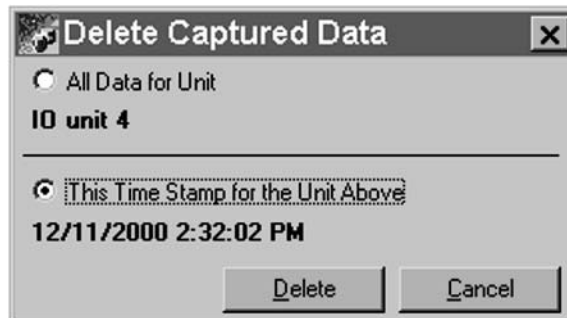 Delete Captured Data
All Data for Unit
IO unit 4
This Time Stamp for the Unit Above
12/11/2000 2:32:02 PM
Delete Cancel